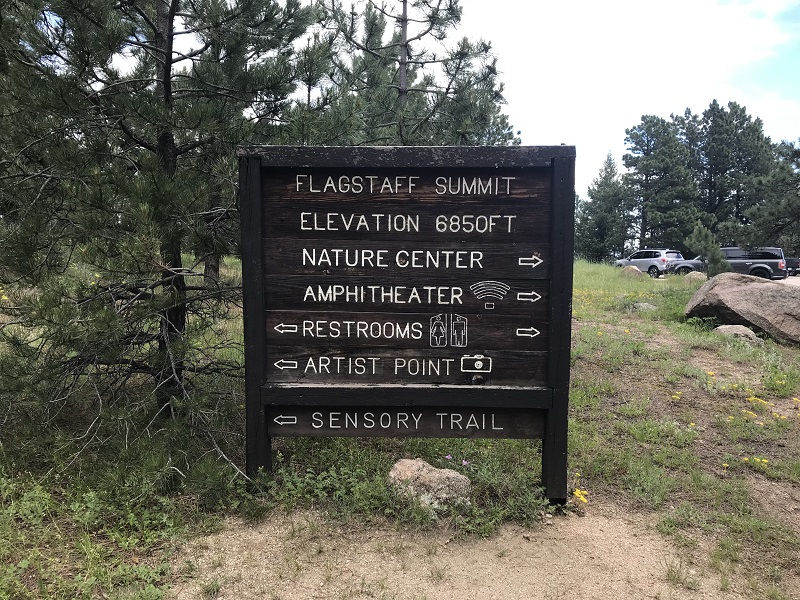 FLAGSTAFF SUMMIT
ELEVATION 6850FT
NATURE CENTER
AMPHITHEATER
RESTROOMS
ARTIST POINT
SENSORY TRAIL